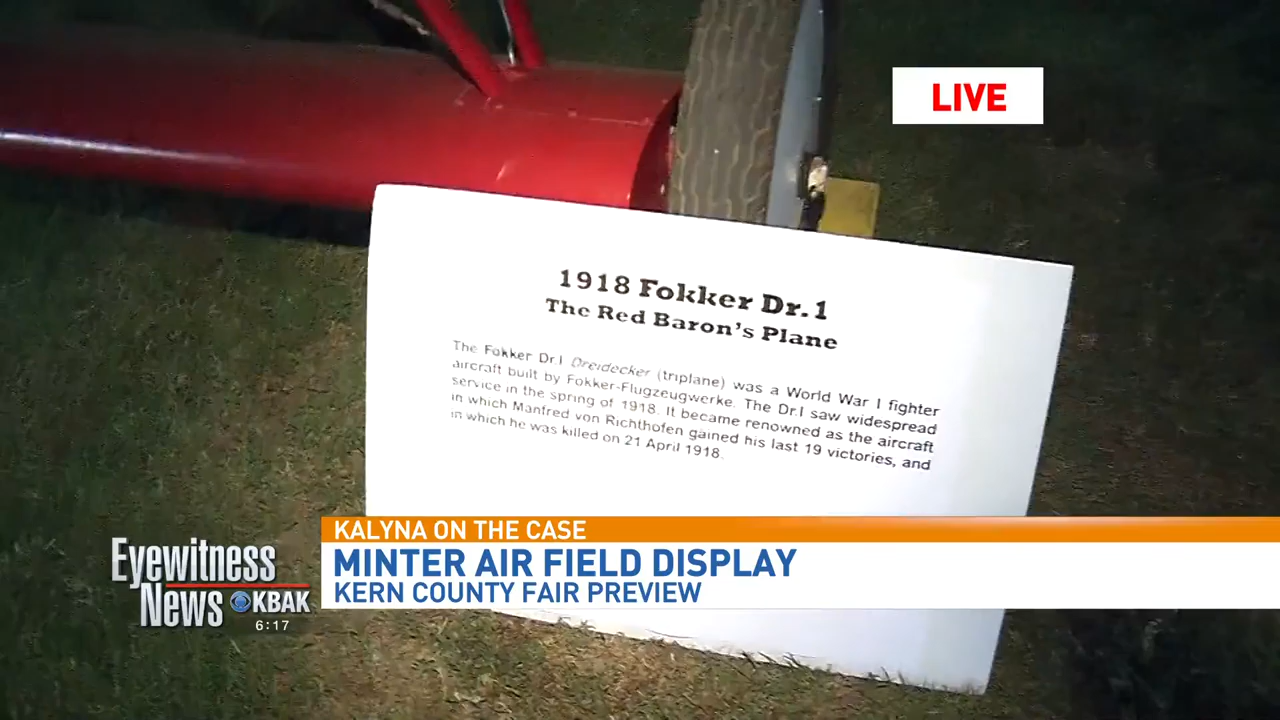 LIVE
1918 Fokker Dr.1
The Red Baron's Plane
The Fokker Dr.I Dreidecker (triplane) was a World War I fighter
aircraft built by Fokker-Flugzeugwerke. The Dr.I saw widespread
service in the spring of 1918. It became renowned as the aircraft
in which Manfred von Richthofen gained his last 19 victories, and
in which he was killed on 21 April 1918.
KALYNA ON THE CASE
MINTER AIR FIELD DISPLAY
KERN COUNTY FAIR PREVIEW
Eyewitness
News KBAK
6:17